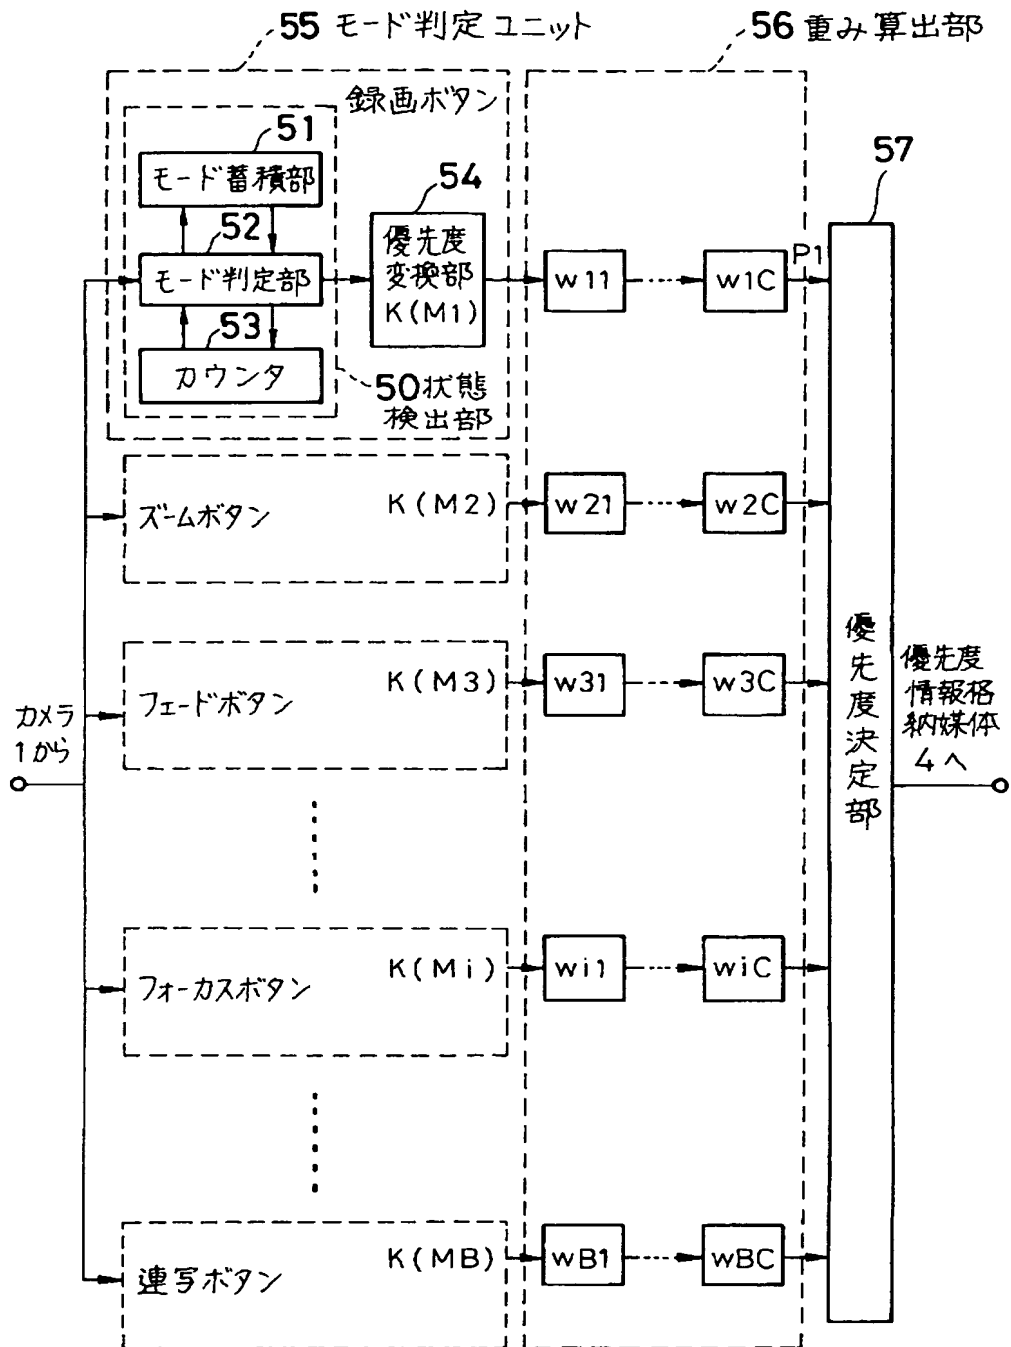 55 モード判定ユニット
56 重み算出部
録画ボタン
51
モード蓄積部
52
モード判定部
53
カウンタ
50状態
検出部
54
優先度
変換部
K(M1)
w11
w1C
P1
57
ズームボタン
K(M2)
w21
w2C
フェードボタン
K(M3)
w31
w3C
カメラ
1から
優先度決定部
優先度
情報格
納媒体
4へ
フォーカスボタン
K(Mi)
wi1
wiC
連写ボタン
K(MB)
wB1
wBC